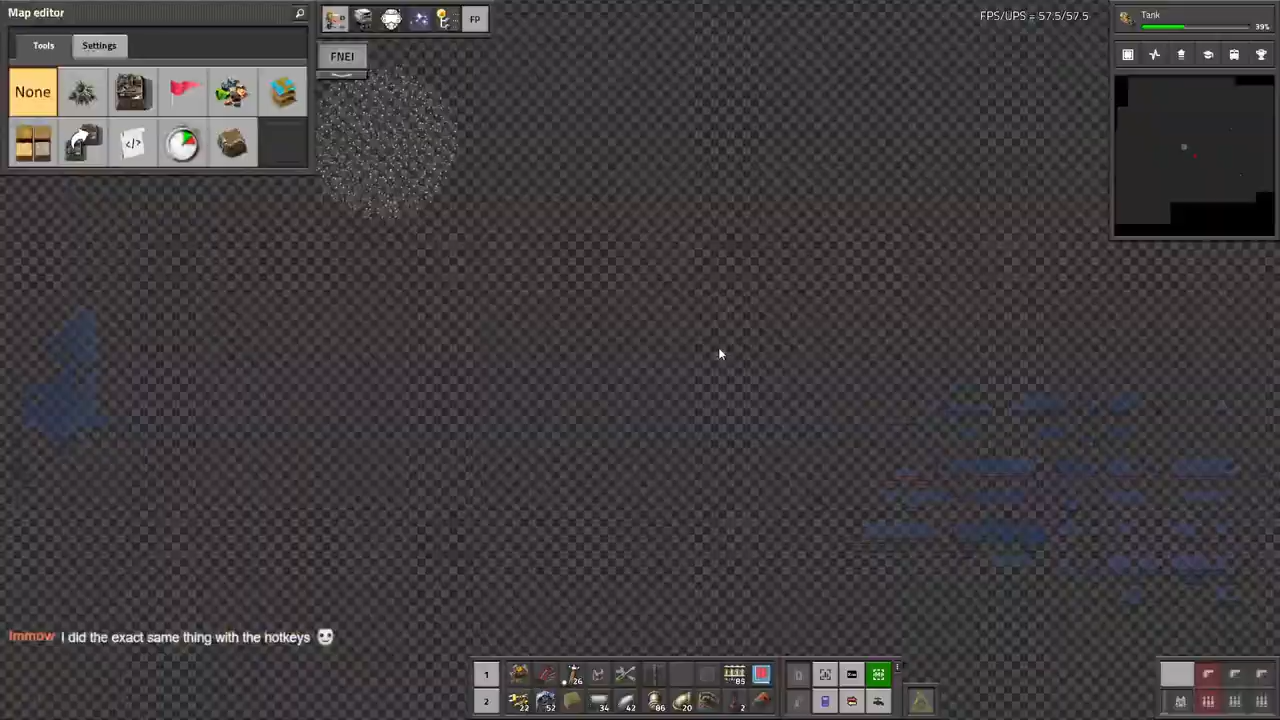 Map editor
FPS/UPS = 57.5/57.5
Tank
39%
Tools
Settings
FP
FNEI
None
</>
Immow I did the exact same thing with the hotkeys
1
26
85
2
22
52
34
42
86
20
2